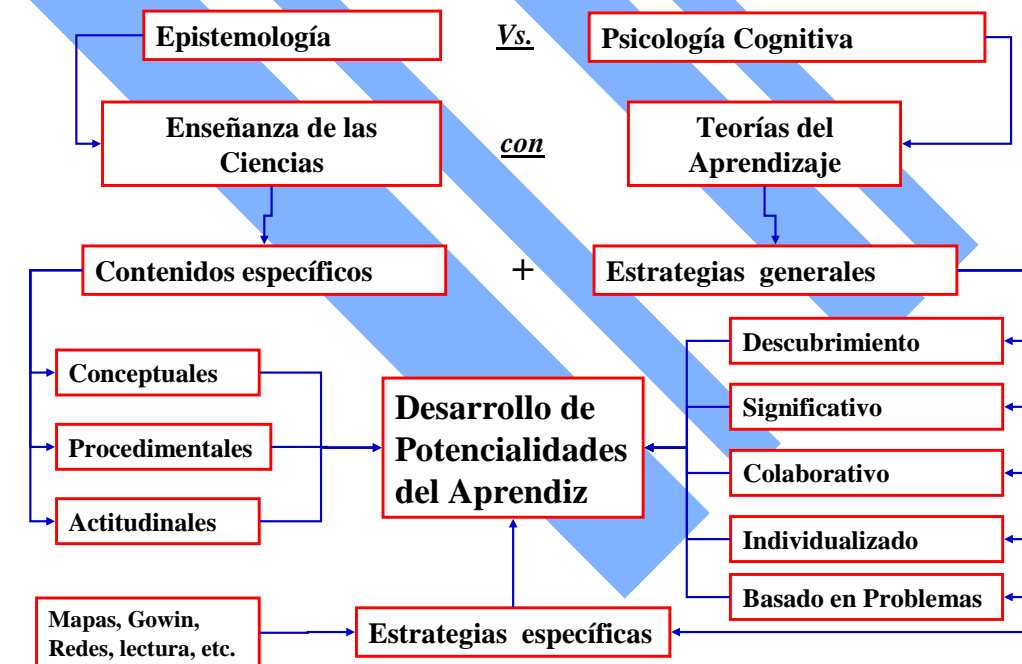 Epistemología
Vs.
Psicología Cognitiva
Enseñanza de las
Ciencias
con
Teorías del
Aprendizaje
Contenidos específicos
+
Estrategias generales
Conceptuales
Procedimentales
Actitudinales
Desarrollo de
Potencialidades
del Aprendiz
Descubrimiento
Significativo
Colaborativo
Individualizado
Basado en Problemas
Mapas, Gowin,
Redes, lectura, etc.
Estrategias específicas